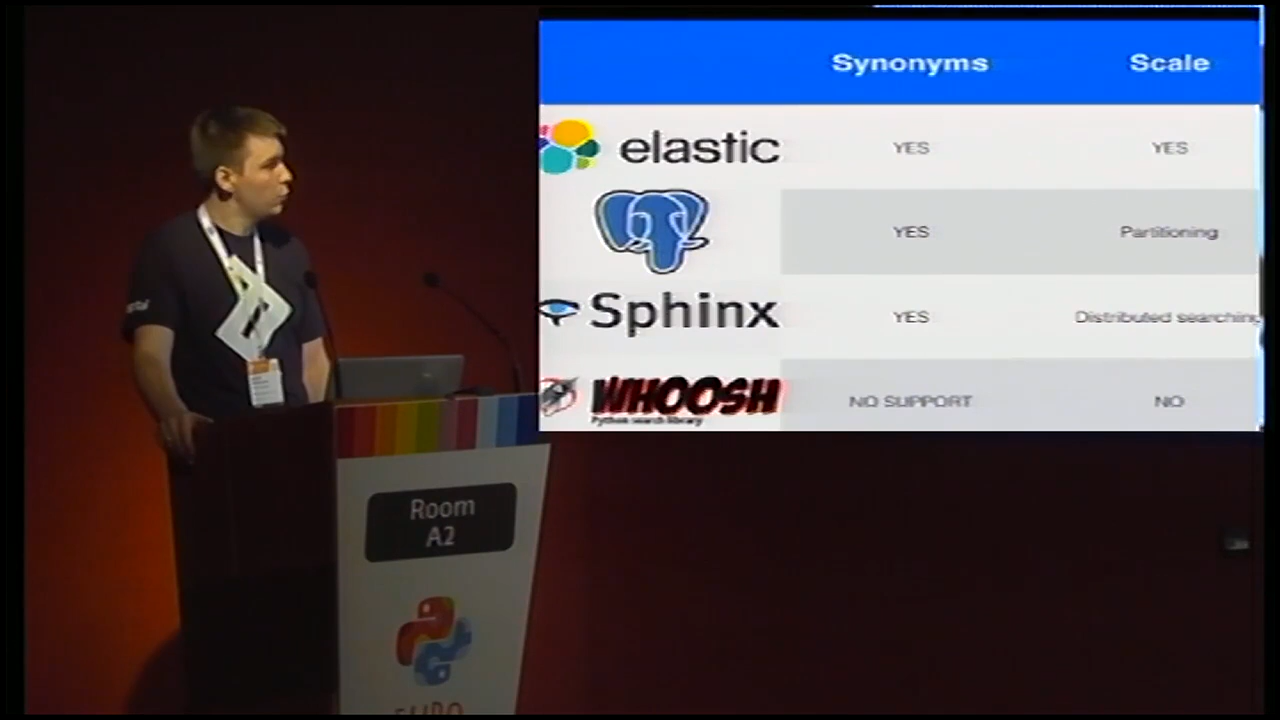 Synonyms Scale
elastic YES YES
YES Partitioning
Sphinx YES Distributed searching
WHOOSH NO SUPPORT NO
Python search library
Room
A2
EURO